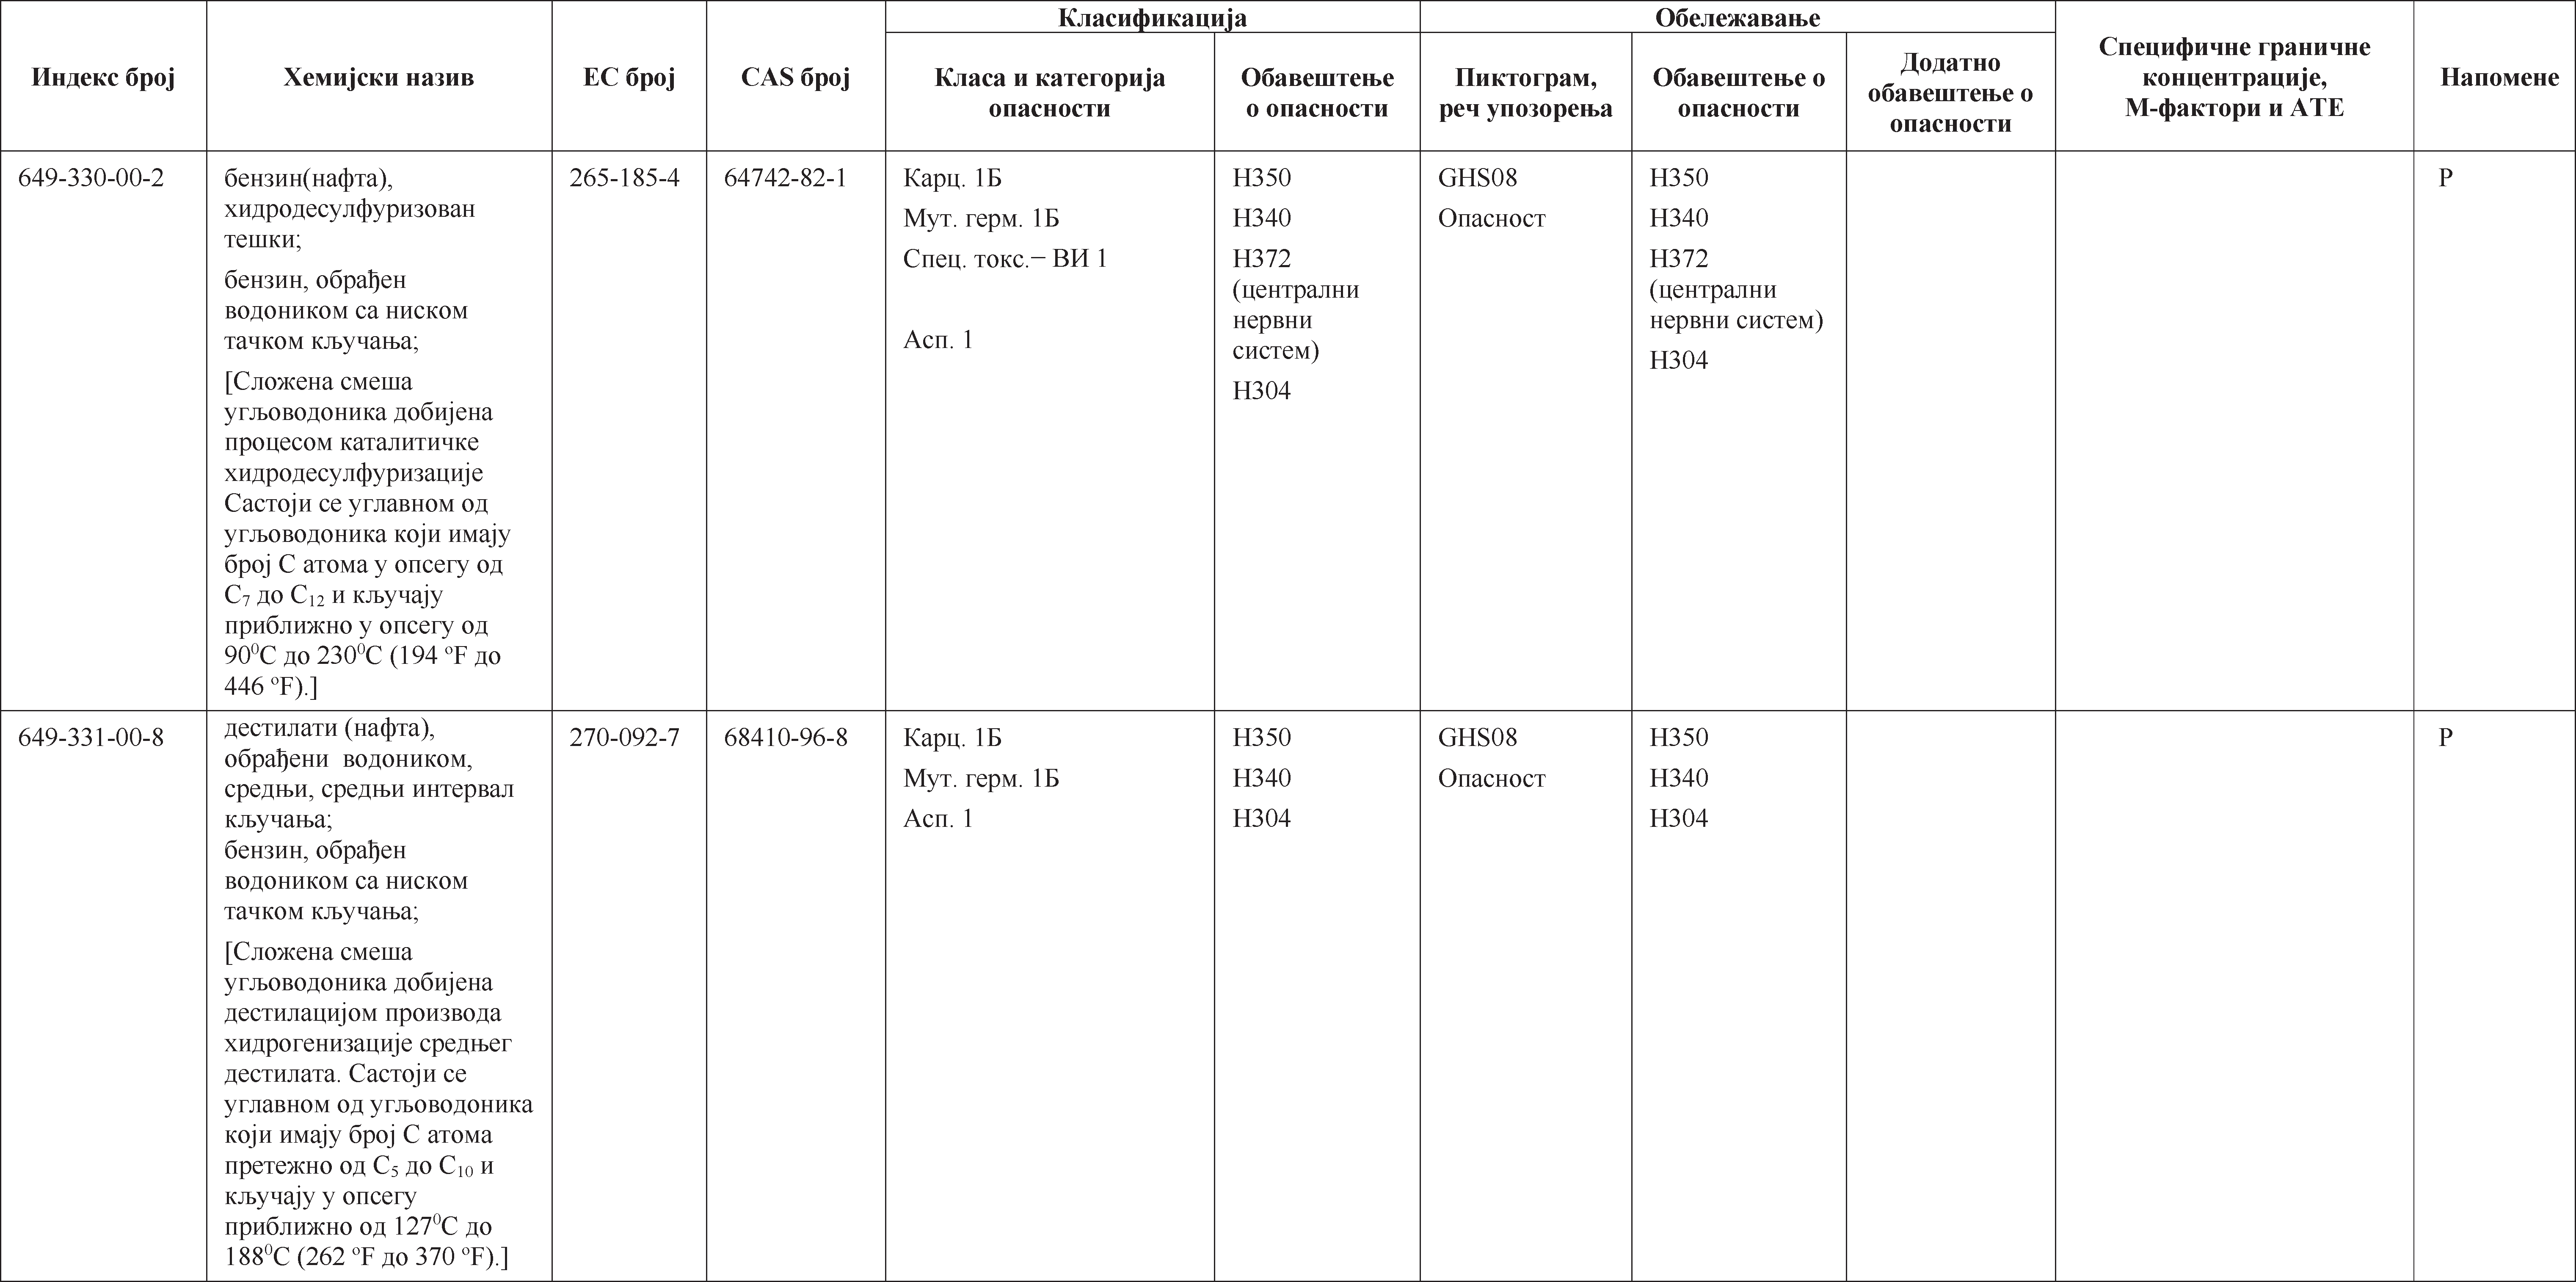 Индекс број
Хемијски назив
ЕС број
CAS број
Класификација
Обележавање
Класа и категорија
опасности
Обавештење
о опасности
Пиктограм,
реч упозорења
Обавештење о
опасности
Додатно
обавештење о
опасности
Специфичне граничне
концентрације,
М-фактори и АТЕ
Напомене
649-330-00-2
бензин(нафта),
хидродесулфуризован
тешки;
бензин, обрађен
водоником са ниском
тачком кључања;
[Сложена смеша
угљоводоника добијена
процесом каталитичке
хидродесулфуризације
Састоји се углавном од
угљоводоника који имају
број С атома у опсегу од
C₇ до C₁₂ и кључају
приближно у опсегу од
90⁰C до 230⁰C (194 ºF до
446 ºF).]
265-185-4
64742-82-1
Карц. 1Б
Мут. герм. 1Б
Спец. токс.− ВИ 1
Асп. 1
H350
H340
H372
(централни
нервни
систем)
H304
GHS08
Опасност
H350
H340
H372
(централни
нервни систем)
H304
P
649-331-00-8
дестилати (нафта),
обрађени  водоником,
средњи, средњи интервал
кључања;
бензин, обрађен
водоником са ниском
тачком кључања;
[Сложена смеша
угљоводоника добијена
дестилацијом производа
хидрогенизације средњег
дестилата. Састоји се
углавном од угљоводоника
који имају број С атома
претежно од C₅ до C₁₀ и
кључају у опсегу
приближно од 127⁰C до
188⁰C (262 ºF до 370 ºF).]
270-092-7
68410-96-8
Карц. 1Б
Мут. герм. 1Б
Асп. 1
H350
H340
H304
GHS08
Опасност
H350
H340
H304
P